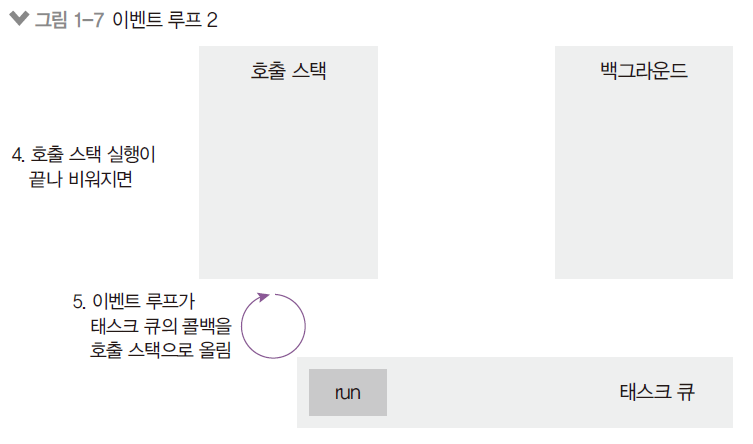 그림 1-7 이벤트 루프 2
호출 스택
백그라운드
4. 호출 스택 실행이
끝나 비워지면
5. 이벤트 루프가
태스크 큐의 콜백을
호출 스택으로 올림
run
태스크 큐